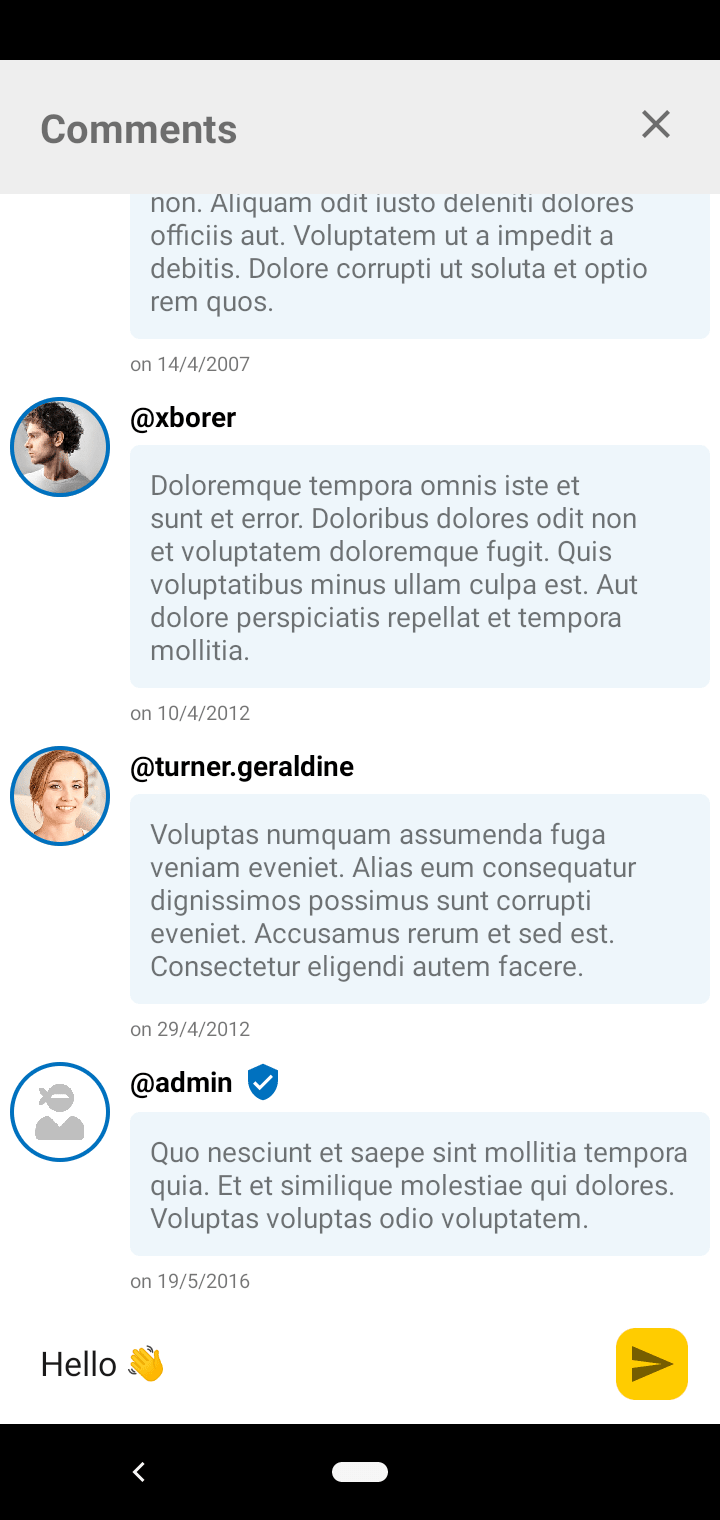 Comments
non. Aliquam odit iusto deleniti dolores
officiis aut. Voluptatem ut a impedit a
debitis. Dolore corrupti ut soluta et optio
rem quos.
on 14/4/2007
@xborer
Doloremque tempora omnis iste et
sunt et error. Doloribus dolores odit non
et voluptatem doloremque fugit. Quis
voluptatibus minus ullam culpa est. Aut
dolore perspiciatis repellat et tempora
mollitia.
on 10/4/2012
@turner.geraldine
Voluptas numquam assumenda fuga
veniam eveniet. Alias eum consequatur
dignissimos possimus sunt corrupti
eveniet. Accusamus rerum et sed est.
Consectetur eligendi autem facere.
on 29/4/2012
@admin
Quo nesciunt et saepe sint mollitia tempora
quia. Et et similique molestiae qui dolores.
Voluptas voluptas odio voluptatem.
on 19/5/2016
Hello 👋